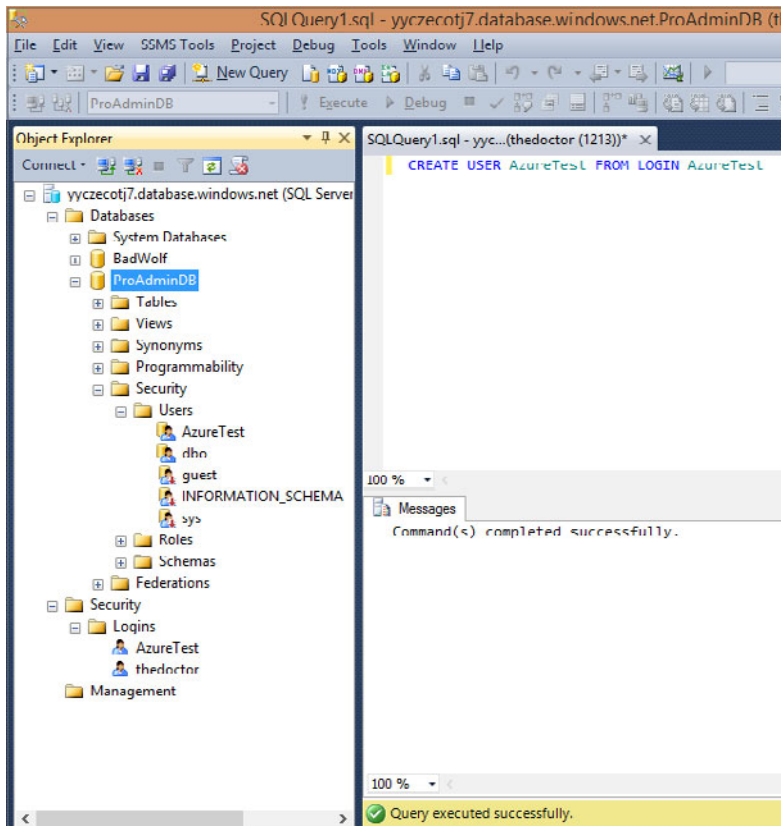 SQLQuery1.sql - yyczecotj7.database.windows.net.ProAdminDB (t
File Edit View SSMS Tools Project Debug Tools Window Help
New Query
ProAdminDB
Execute Debug
Object Explorer
Connect
yyczecotj7.database.windows.net (SQL Server
Databases
System Databases
BadWolf
ProAdminDB
Tables
Views
Synonyms
Programmability
Security
Users
AzureTest
dbo
guest
INFORMATION_SCHEMA
sys
Roles
Schemas
Federations
Security
Logins
AzureTest
thedoctor
Management
SQLQuery1.sql - yyc...(thedoctor (1213))*
CREATE USER AzureTest FROM LOGIN AzureTest
100 %
Messages
Command(s) completed successfully.
100 %
Query executed successfully.